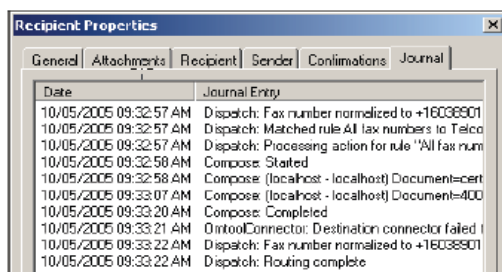 Recipient Properties
General Attachments Recipient Sender Confirmations Journal
Date Journal Entry
10/05/2005 09:32:57 AM Dispatch: Fax number normalized to +16038901
10/05/2005 09:32:57 AM Dispatch: Matched rule All fax numbers to Telco
10/05/2005 09:32:57 AM Dispatch: Processing action for rule "All fax num
10/05/2005 09:32:58 AM Compose: Started
10/05/2005 09:32:58 AM Compose: (localhost - localhost) Document=cert
10/05/2005 09:33:07 AM Compose: (localhost - localhost) Document=400
10/05/2005 09:33:20 AM Compose: Completed
10/05/2005 09:33:21 AM OmtoolConnector: Destination connector failed t
10/05/2005 09:33:22 AM Dispatch: Fax number normalized to +16038901
10/05/2005 09:33:22 AM Dispatch: Routing complete